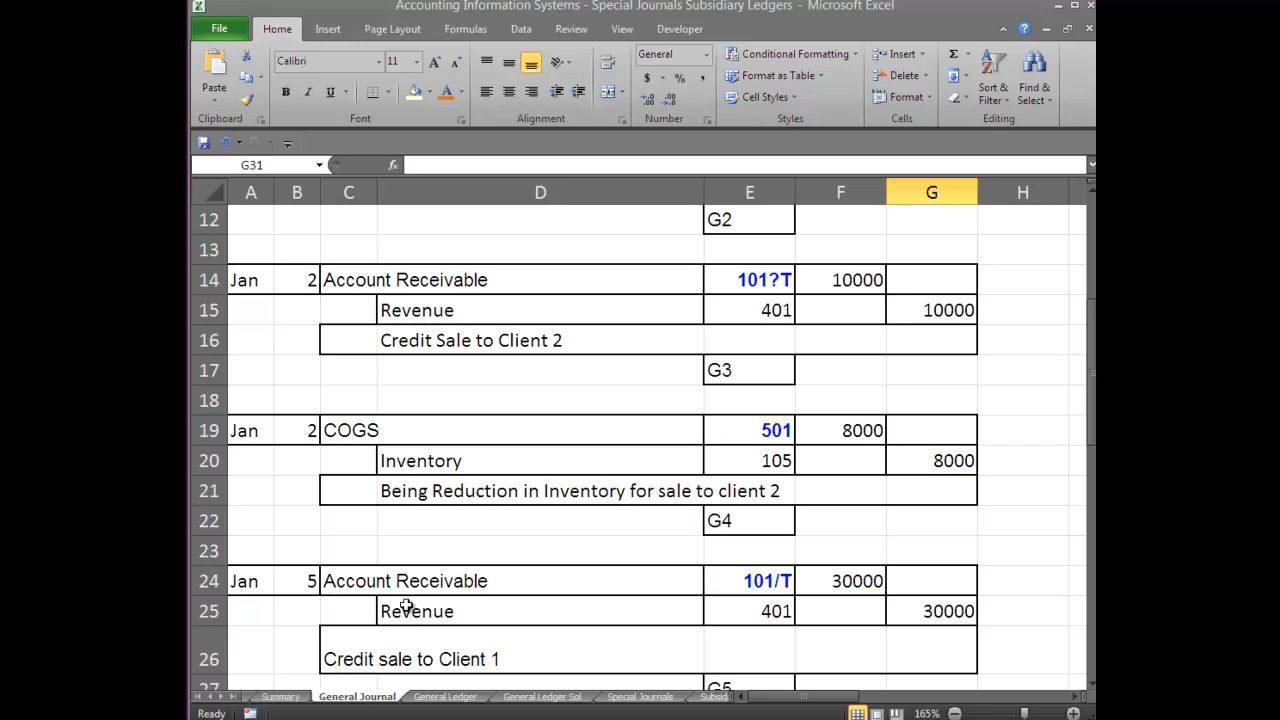 Accounting Information Systems - Special Journals Subsidiary Ledgers - Microsoft Excel
File Home Insert Page Layout Formulas Data Review View Developer
Paste Calibri 11 A A General Conditional Formatting Insert Σ
B I U A $ % , Format as Table Delete Sort & Filter Find & Select
Cell Styles Format
Clipboard Font Alignment Number Styles Cells Editing
G31 fx
A B C D E F G H
12 G2
13
14 Jan 2 Account Receivable 101?T 10000
15 Revenue 401 10000
16 Credit Sale to Client 2
17 G3
18
19 Jan 2 COGS 501 8000
20 Inventory 105 8000
21 Being Reduction in Inventory for sale to client 2
22 G4
23
24 Jan 5 Account Receivable 101/T 30000
25 Revenue 401 30000
26 Credit sale to Client 1
27 G5
Summary General Journal General Ledger General Ledger Sol Special Journals Subsid
Ready 165%